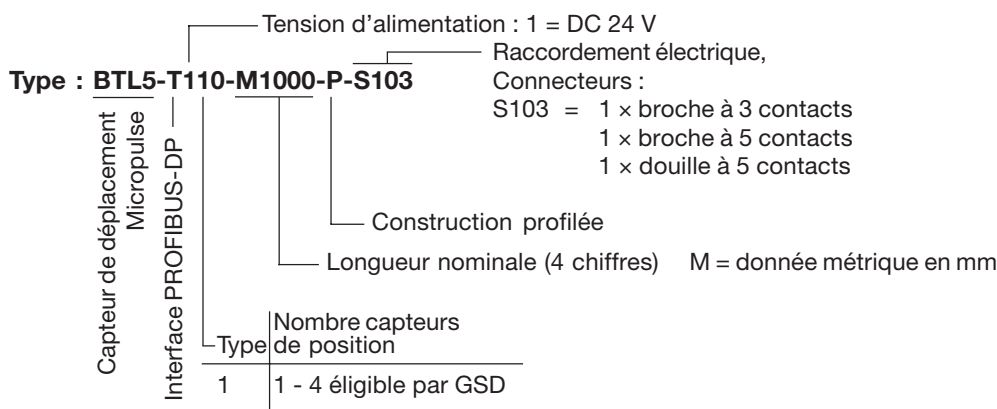 Tension d’alimentation : 1 = DC 24 V
Raccordement électrique,
Type : BTL5-T110-M1000-P-S103
Connecteurs :
S103 = 1 × broche à 3 contacts
1 × broche à 5 contacts
1 × douille à 5 contacts
Capteur de déplacement
Micropulse
Interface PROFIBUS-DP
Construction profilée
Longueur nominale (4 chiffres) M = donnée métrique en mm
Nombre capteurs
Type de position
1 1 - 4 éligible par GSD